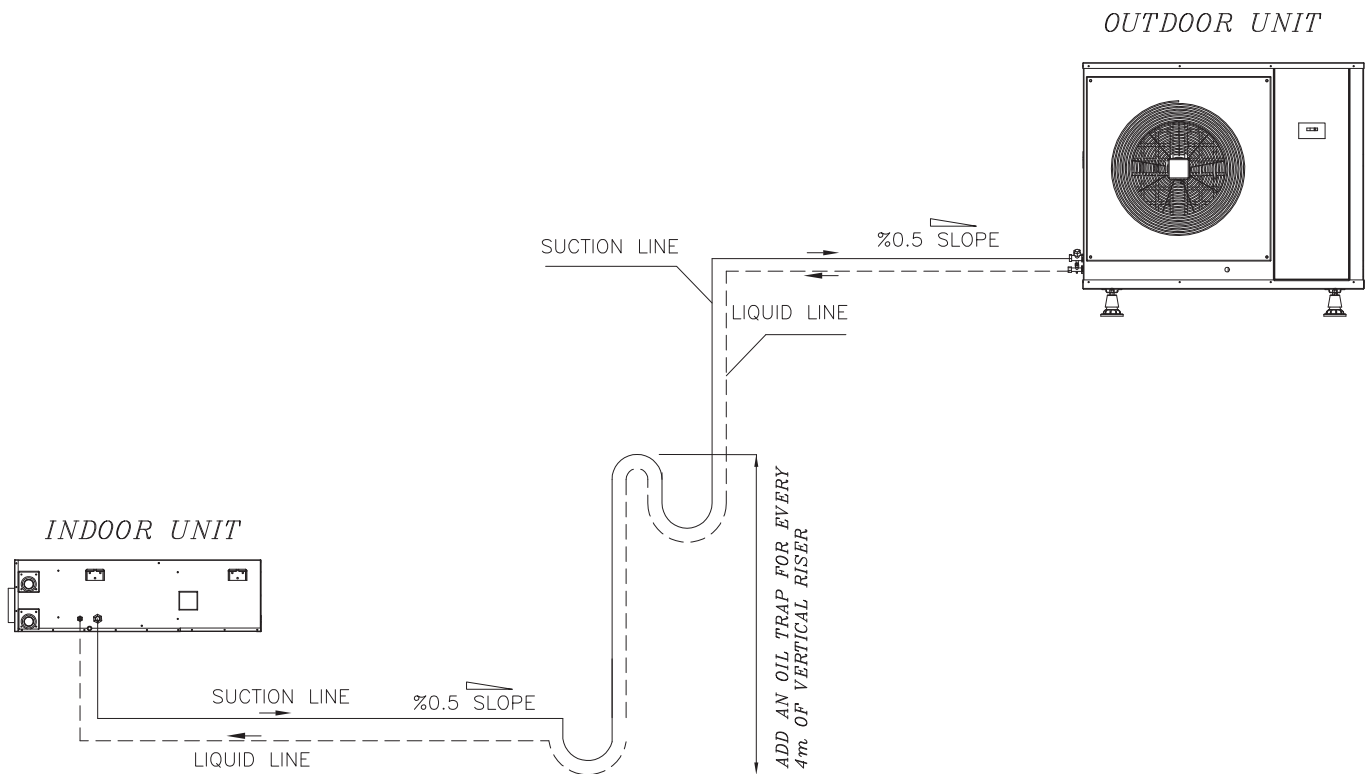 OUTDOOR UNIT
%0.5 SLOPE
SUCTION LINE
LIQUID LINE
INDOOR UNIT
ADD AN OIL TRAP FOR EVERY
4m OF VERTICAL RISER
SUCTION LINE
%0.5 SLOPE
LIQUID LINE